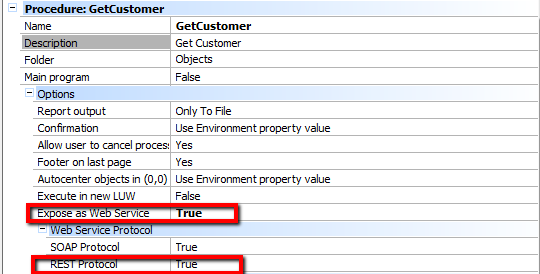 Procedure: GetCustomer
Name GetCustomer
Description Get Customer
Folder Objects
Main program False
Options
Report output Only To File
Confirmation Use Environment property value
Allow user to cancel process Yes
Footer on last page Yes
Autocenter objects in (0,0) Use Environment property value
Execute in new LUW False
Expose as Web Service True
Web Service Protocol
SOAP Protocol True
REST Protocol True